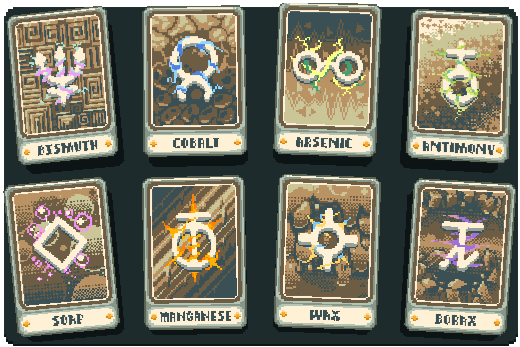 BISMUTH
COBALT
ARSENIC
ANTIMONY
SOAP
MANGANESE
WAX
BORAX